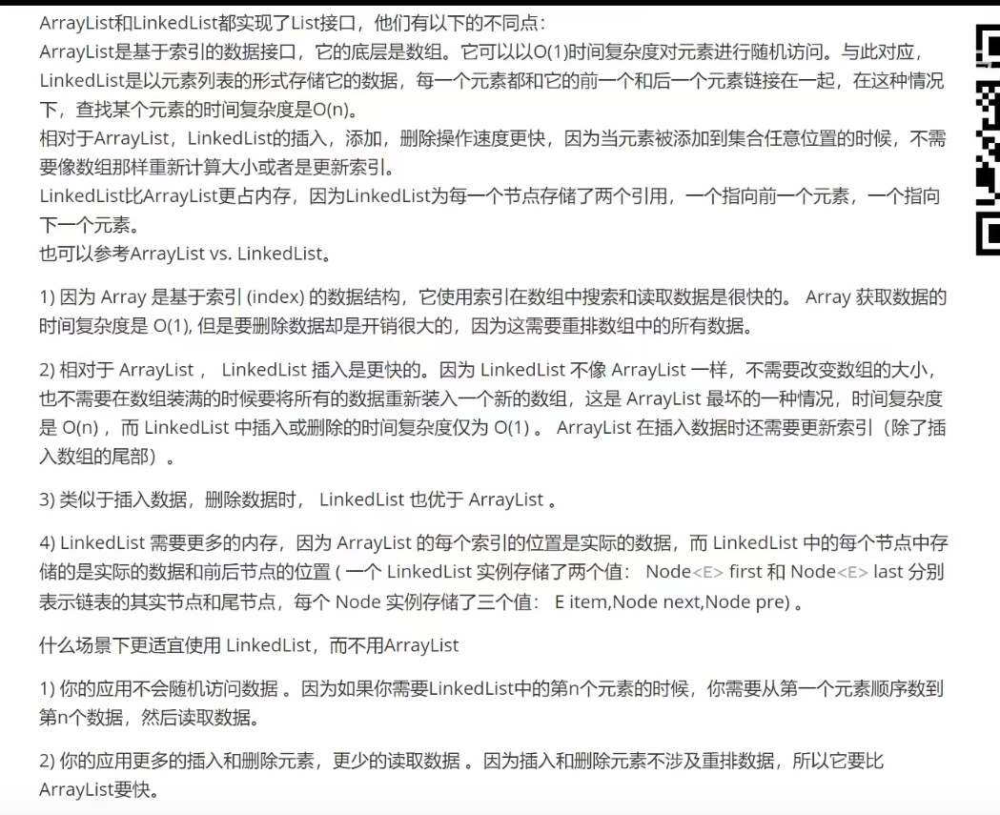 ArrayList和LinkedList都实现了List接口，他们有以下的不同点：
ArrayList是基于索引的数据接口，它的底层是数组。它可以以O(1)时间复杂度对元素进行随机访问。与此对应，
LinkedList是以元素列表的形式存储它的数据，每一个元素都和它的前一个和后一个元素链接在一起，在这种情况
下，查找某个元素的时间复杂度是O(n)。
相对于ArrayList，LinkedList的插入，添加，删除操作速度更快，因为当元素被添加到集合任意位置的时候，不需
要像数组那样重新计算大小或者是更新索引。
LinkedList比ArrayList更占内存，因为LinkedList为每一个节点存储了两个引用，一个指向前一个元素，一个指向
下一个元素。
也可以参考ArrayList vs. LinkedList。
1) 因为 Array 是基于索引 (index) 的数据结构，它使用索引在数组中搜索和读取数据是很快的。 Array 获取数据的
时间复杂度是 O(1), 但是要删除数据却是开销很大的，因为这需要重排数组中的所有数据。
2) 相对于 ArrayList ， LinkedList 插入是更快的。因为 LinkedList 不像 ArrayList 一样，不需要改变数组的大小，
也不需要在数组装满的时候要将所有的数据重新装入一个新的数组，这是 ArrayList 最坏的一种情况，时间复杂度
是 O(n) ，而 LinkedList 中插入或删除的时间复杂度仅为 O(1) 。 ArrayList 在插入数据时还需要更新索引（除了插
入数组的尾部）。
3) 类似于插入数据，删除数据时， LinkedList 也优于 ArrayList 。
4) LinkedList 需要更多的内存，因为 ArrayList 的每个索引的位置是实际的数据，而 LinkedList 中的每个节点中存
储的是实际的数据和前后节点的位置 ( 一个 LinkedList 实例存储了两个值： Node<E> first 和 Node<E> last 分别
表示链表的其实节点和尾节点，每个 Node 实例存储了三个值： E item,Node next,Node pre) 。
什么场景下更适宜使用 LinkedList，而不用ArrayList
1) 你的应用不会随机访问数据 。因为如果你需要LinkedList中的第n个元素的时候，你需要从第一个元素顺序数到
第n个数据，然后读取数据。
2) 你的应用更多的插入和删除元素，更少的读取数据 。因为插入和删除元素不涉及重排数据，所以它要比
ArrayList要快。